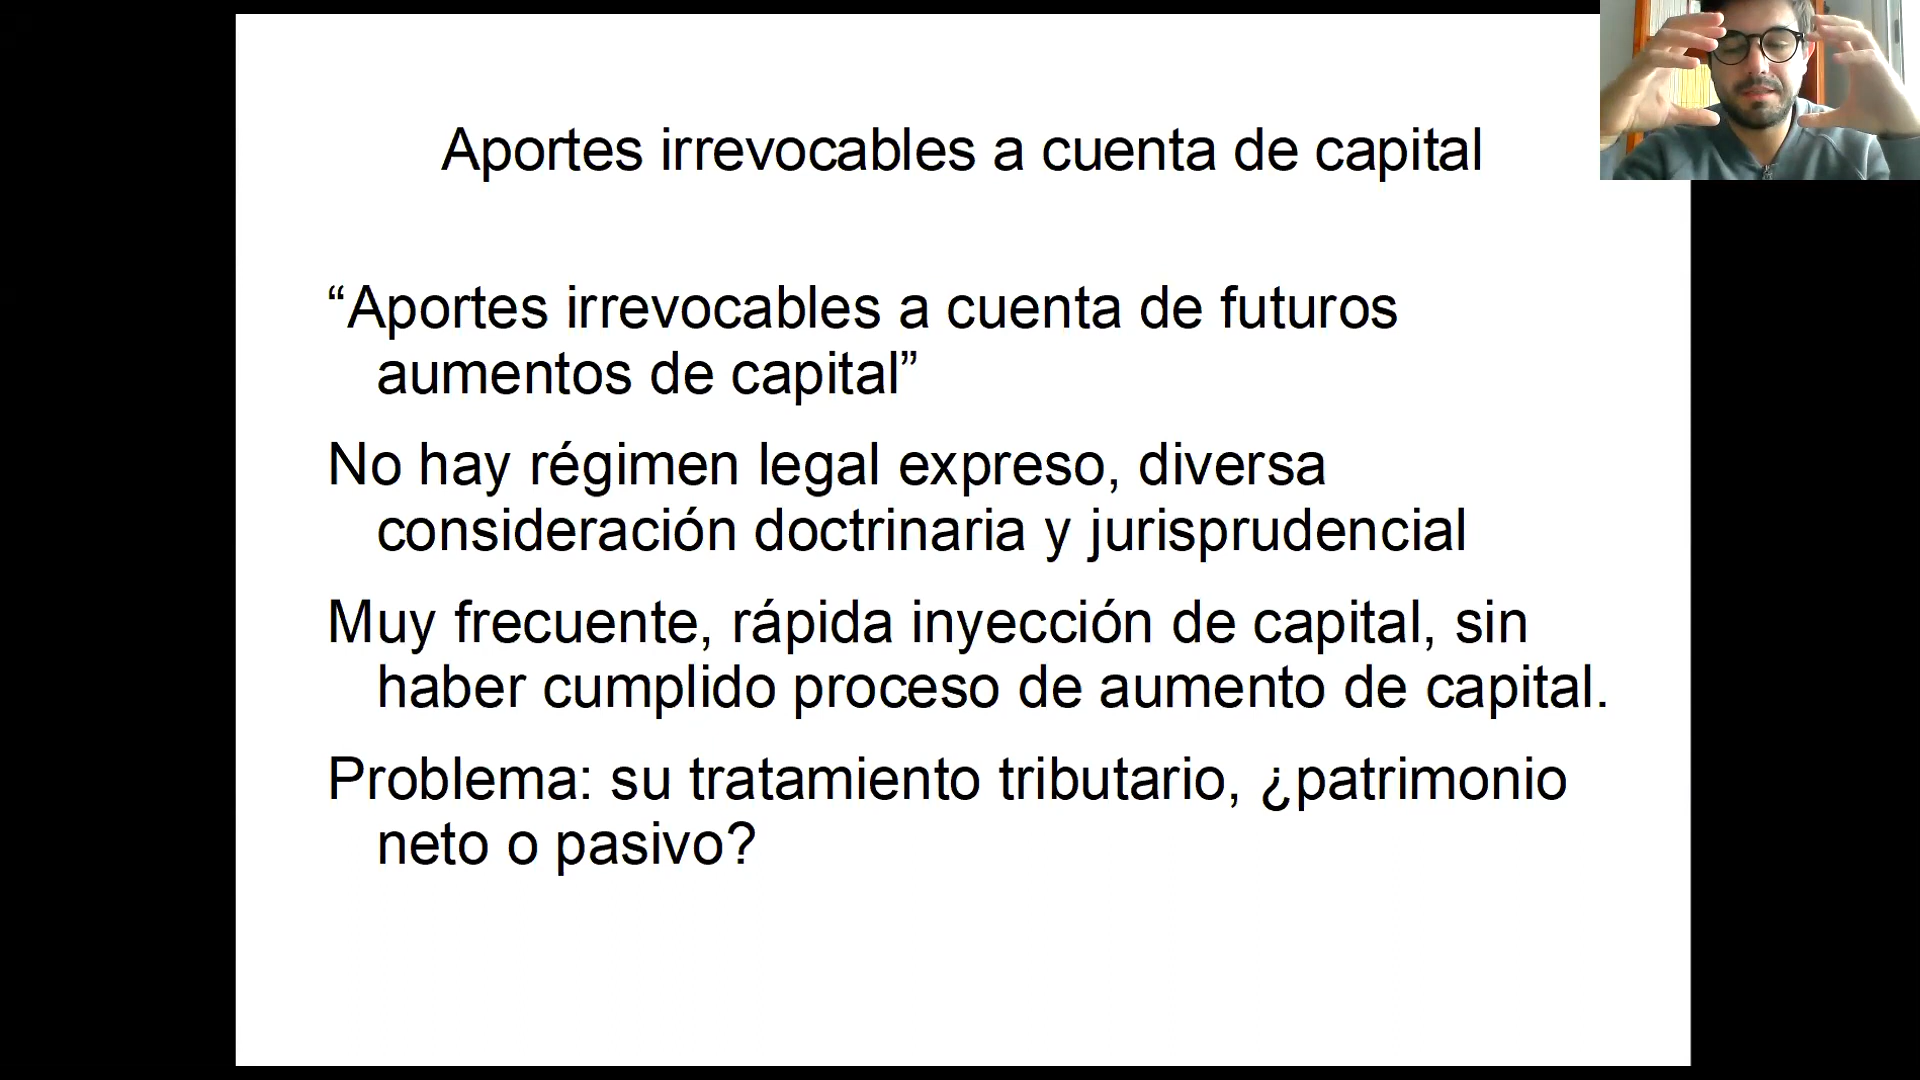 Aportes irrevocables a cuenta de capital
“Aportes irrevocables a cuenta de futuros
aumentos de capital”
No hay régimen legal expreso, diversa
consideración doctrinaria y jurisprudencial
Muy frecuente, rápida inyección de capital, sin
haber cumplido proceso de aumento de capital.
Problema: su tratamiento tributario, ¿patrimonio
neto o pasivo?